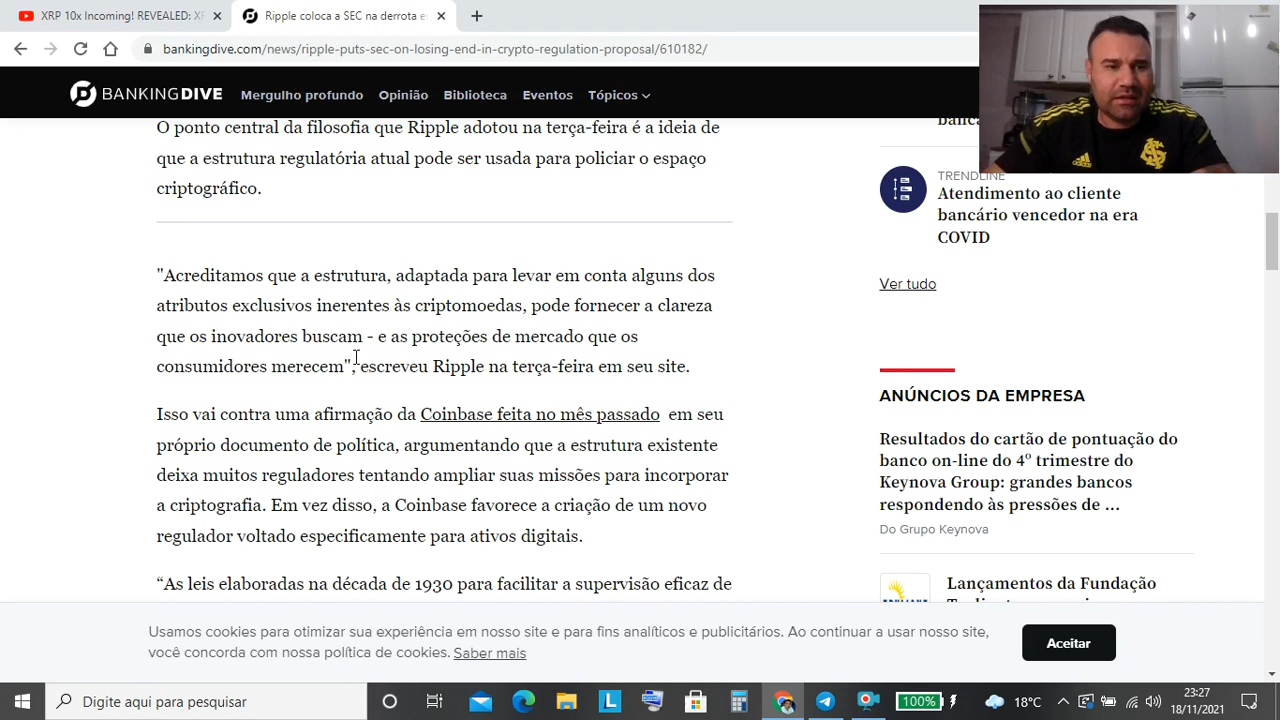 XRP 10x Incoming! REVEALED: XR
Ripple coloca a SEC na derrota e
bankingdive.com/news/ripple-puts-sec-on-losing-end-in-crypto-regulation-proposal/610182/
BANKINGDIVE
Mergulho profundo
Opinião
Biblioteca
Eventos
Tópicos
O ponto central da filosofia que Ripple adotou na terça-feira é a ideia de
que a estrutura regulatória atual pode ser usada para policiar o espaço
criptográfico.
"Acreditamos que a estrutura, adaptada para levar em conta alguns dos
atributos exclusivos inerentes às criptomoedas, pode fornecer a clareza
que os inovadores buscam - e as proteções de mercado que os
consumidores merecem", escreveu Ripple na terça-feira em seu site.
Isso vai contra uma afirmação da Coinbase feita no mês passado em seu
próprio documento de política, argumentando que a estrutura existente
deixa muitos reguladores tentando ampliar suas missões para incorporar
a criptografia. Em vez disso, a Coinbase favorece a criação de um novo
regulador voltado especificamente para ativos digitais.
“As leis elaboradas na década de 1930 para facilitar a supervisão eficaz de
TRENDLINE
Atendimento ao cliente
bancário vencedor na era
COVID
Ver tudo
ANÚNCIOS DA EMPRESA
Resultados do cartão de pontuação do
banco on-line do 4º trimestre do
Keynova Group: grandes bancos
respondendo às pressões de ...
Do Grupo Keynova
Lançamentos da Fundação
Usamos cookies para otimizar sua experiência em nosso site e para fins analíticos e publicitários. Ao continuar a usar nosso site,
você concorda com nossa política de cookies. Saber mais
Aceitar
Digite aqui para pesquisar
100%
18°C
23:27
18/11/2021